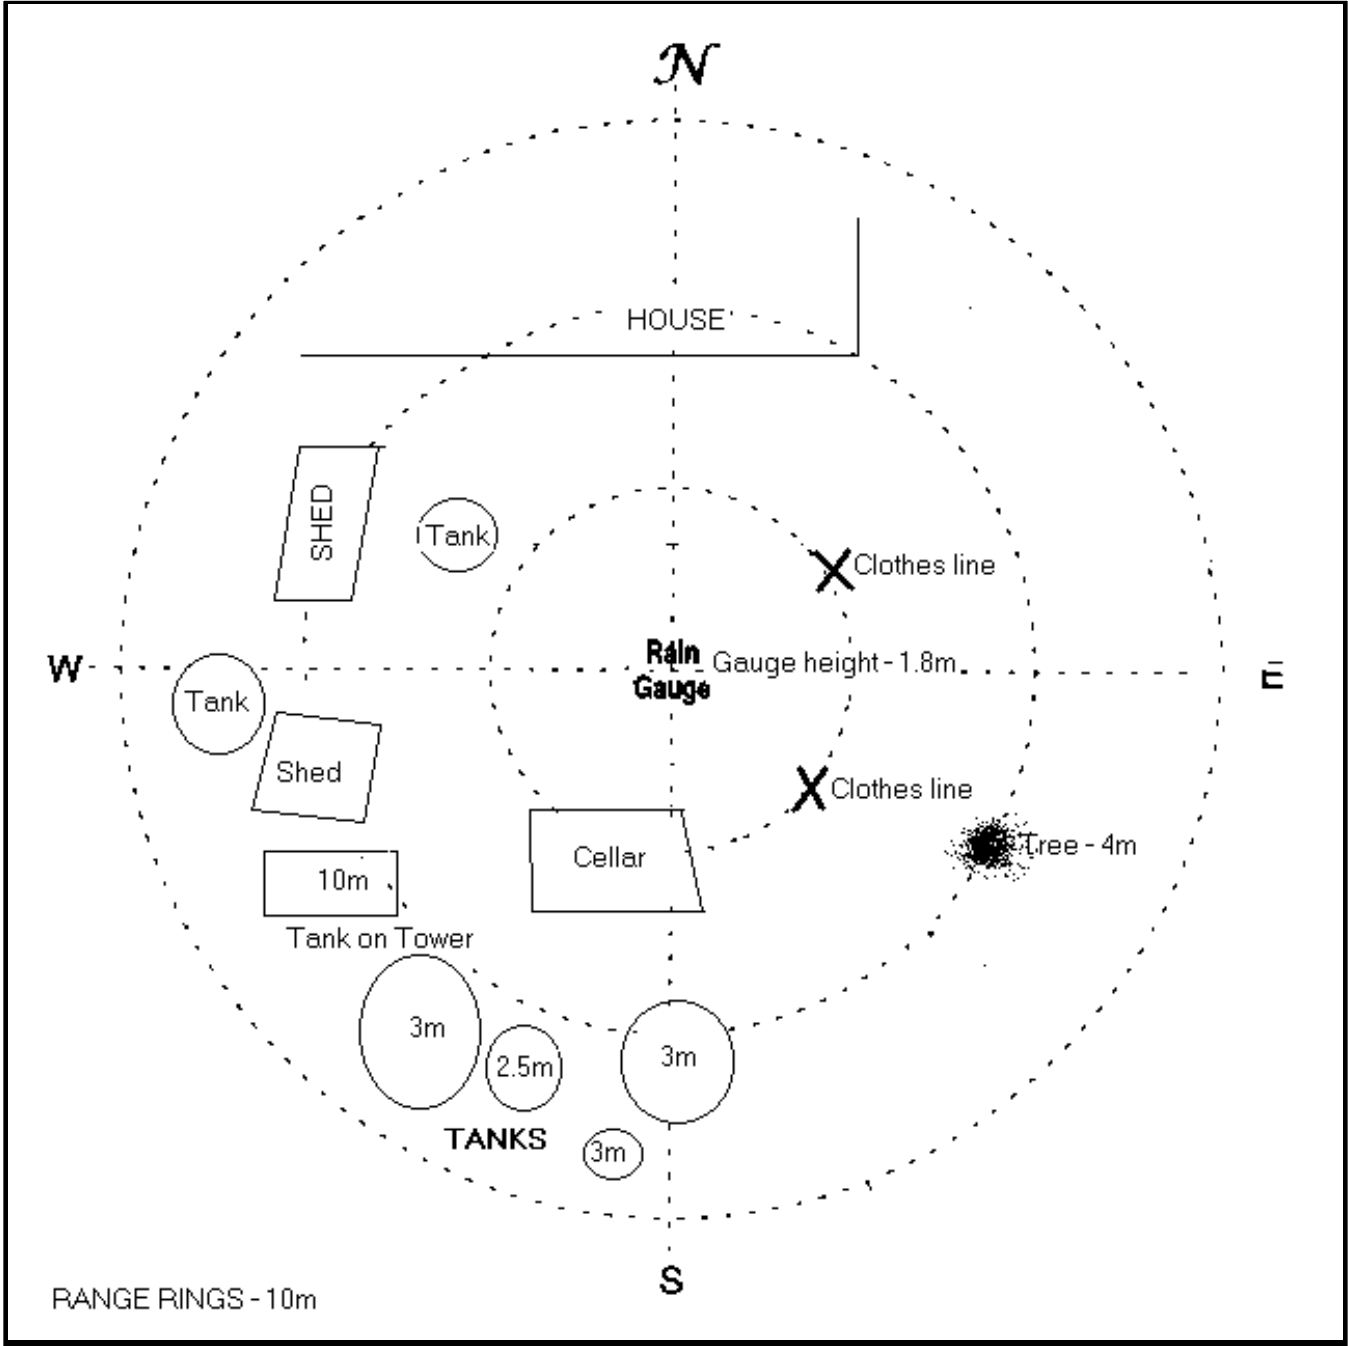 N
HOUSE
SHED
Tank
Clothes line
W
Rain
Gauge
Gauge height - 1.8m
E
Tank
Shed
Clothes line
Cellar
Tree - 4m
10m
Tank on Tower
3m
2.5m
3m
TANKS
3m
S
RANGE RINGS - 10m